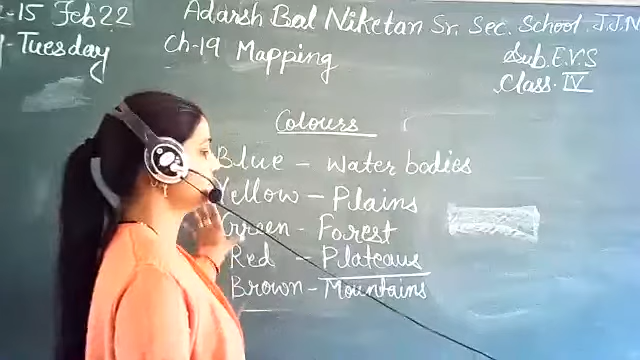 -15 Feb 22
Adarsh Bal Niketan Sr. Sec. School. J.J.N
Tuesday
Ch-19 Mapping
Sub. E.V.S
Class. IV
Colours
Blue - Water bodies
Yellow - Plains
Green - Forest
Red - Plateaus
Brown - Mountains